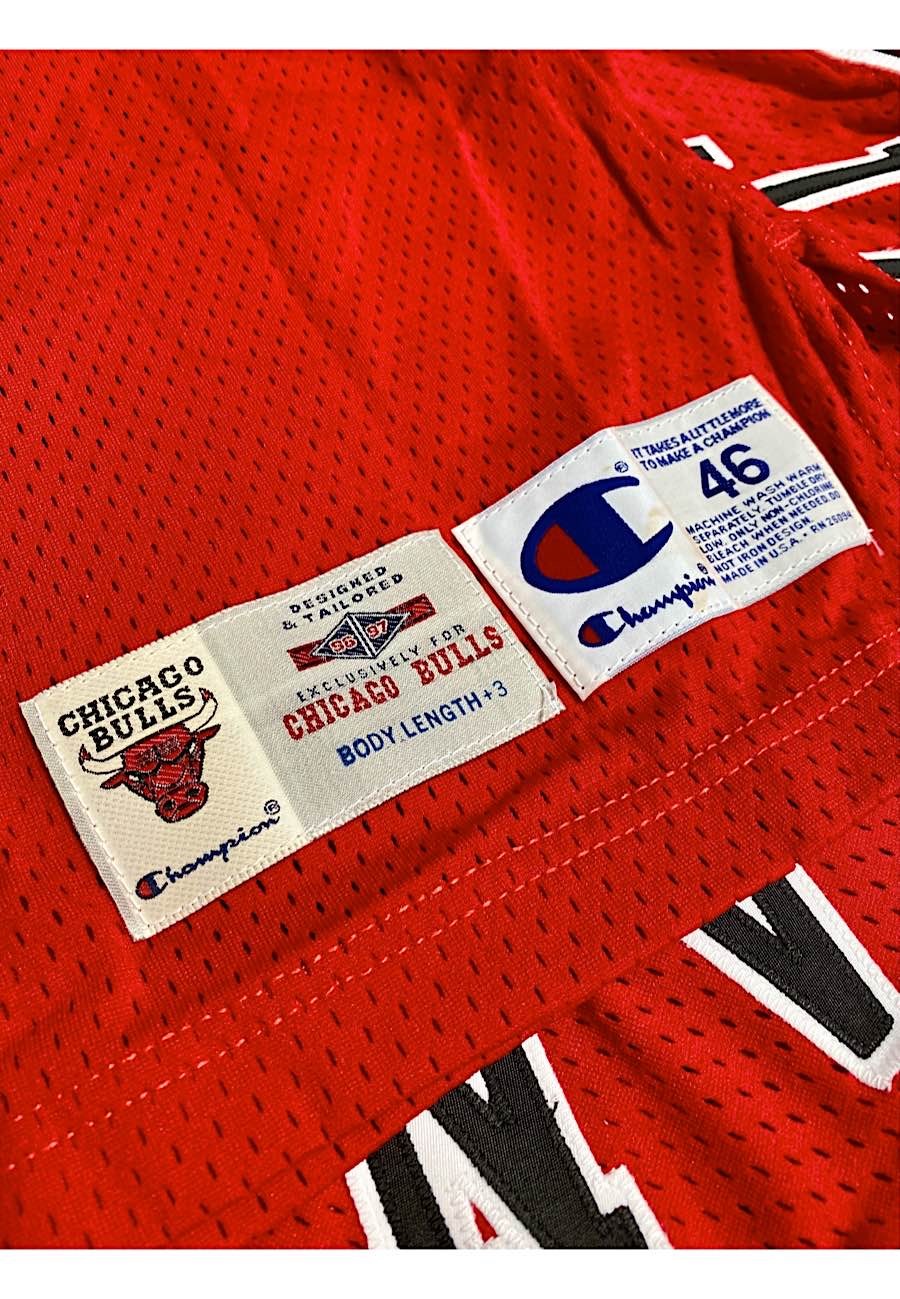 CHICAGO
BULLS
Champion®
DESIGNED
& TAILORED
96 97
EXCLUSIVELY FOR
CHICAGO BULLS
BODY LENGTH+3
®
Champion®
IT TAKES A LITTLE MORE
TO MAKE A CHAMPION
46
MACHINE WASH WARM
SEPARATELY. TUMBLE DRY
LOW. ONLY NON-CHLORINE
BLEACH WHEN NEEDED. DO
NOT IRON DESIGN.
MADE IN U.S.A. • RN 26094